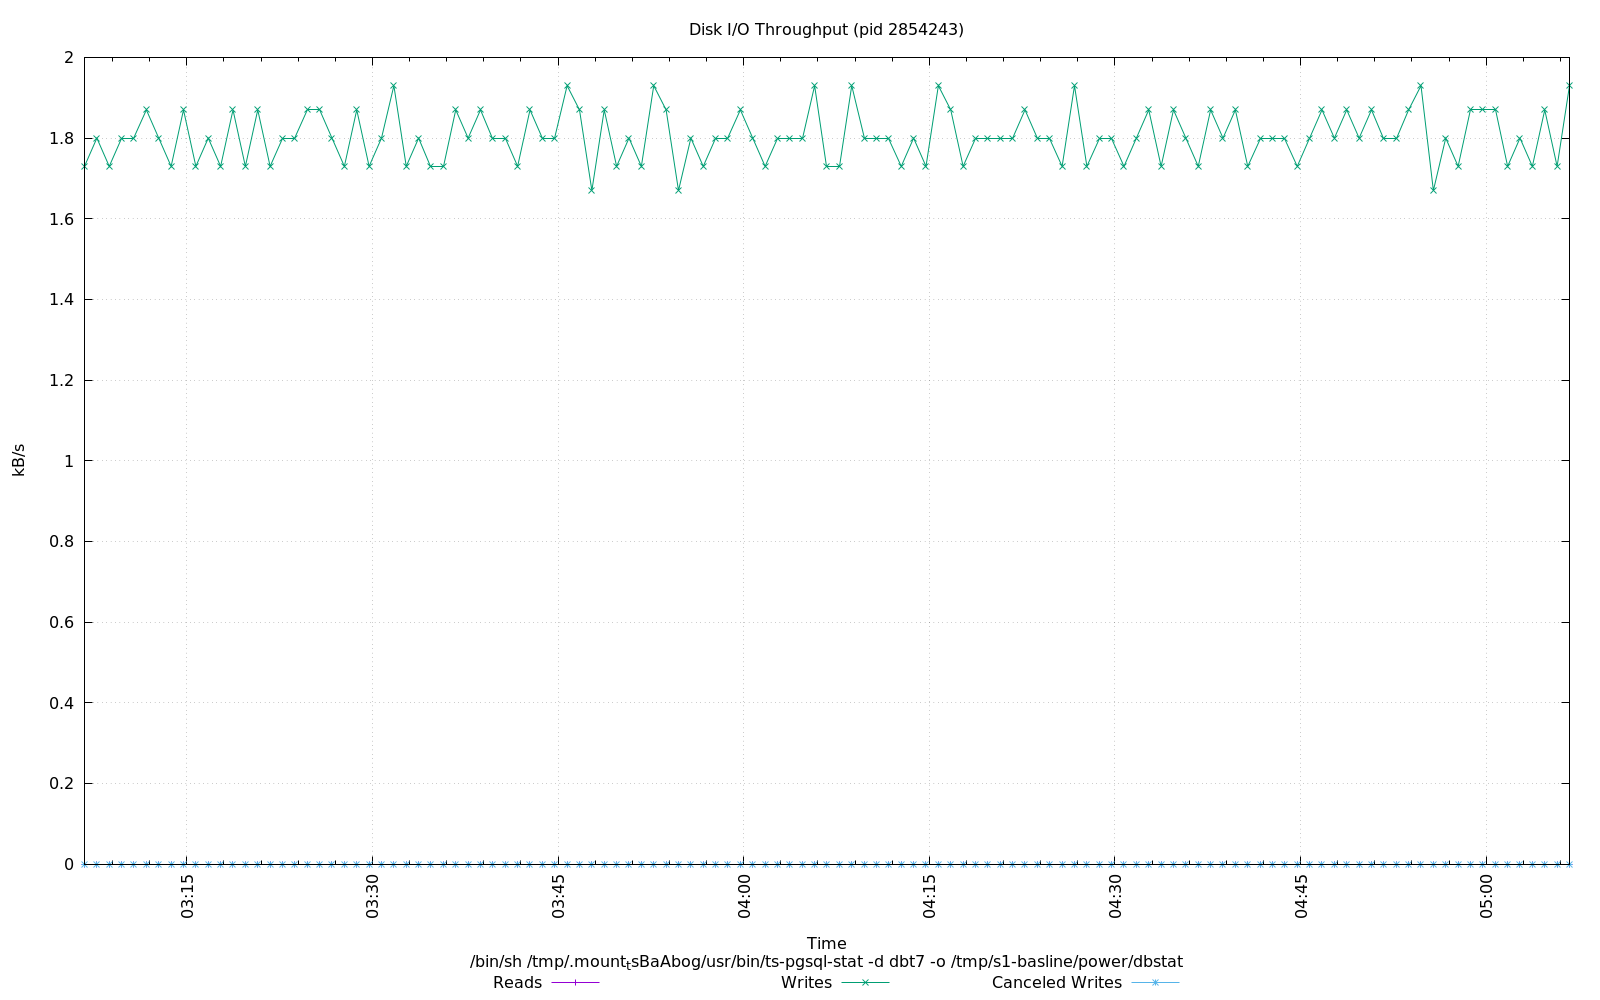 Disk I/O Throughput (pid 2854243)
2
1.8
1.6
1.4
1.2
1
0.8
0.6
0.4
0.2
0
kB/s
03:15
03:30
03:45
04:00
04:15
04:30
04:45
05:00
Time
/bin/sh /tmp/.mount_tsBaAbog/usr/bin/ts-pgsql-stat -d dbt7 -o /tmp/s1-basline/power/dbstat
Reads
Writes
Canceled Writes